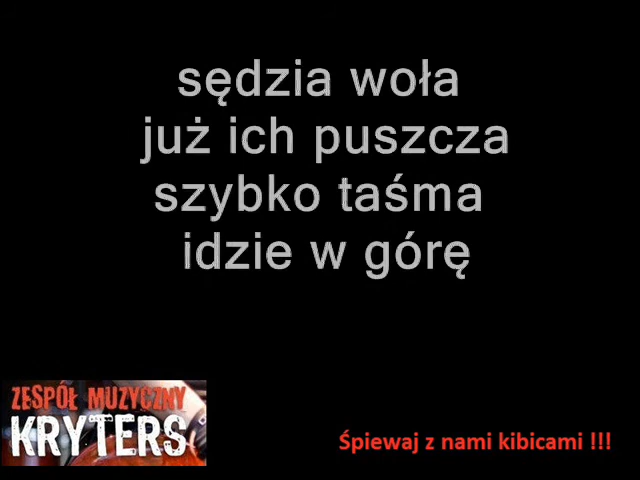 sędzia woła
już ich puszcza
szybko taśma
idzie w górę
ZESPÓŁ MUZYCZNY
KRYTERS
Śpiewaj z nami kibicami !!!